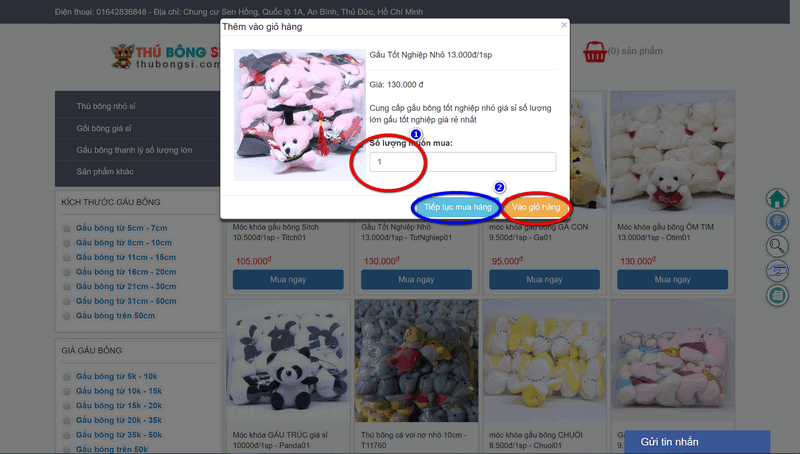 Điện thoại: 01642836848 - Địa chỉ: Chung cư Sen Hồng, Quốc lộ 1A, An Bình, Thủ Đức, Hồ Chí Minh
THÚ BÔNG S
thubongsi.com
(0) sản phẩm
Thêm vào giỏ hàng
×
Gấu Tốt Nghiệp Nhỏ 13.000đ/1sp
Giá: 130.000 đ
Cung cấp gấu bông tốt nghiệp nhỏ giá sỉ số lượng
lớn gấu tốt nghiệp giá rẻ nhất
1
Số lượng muốn mua:
1
2
Tiếp tục mua hàng
Vào giỏ hàng
Thú bông nhỏ sỉ
Gối bông giá sỉ
Gấu bông thanh lý số lượng lớn
Sản phẩm khác
KÍCH THƯỚC GẤU BÔNG
Gấu bông từ 5cm - 7cm
Gấu bông từ 8cm - 10cm
Gấu bông từ 11cm - 15cm
Gấu bông từ 16cm - 20cm
Gấu bông từ 21cm - 30cm
Gấu bông từ 31cm - 50cm
Gấu bông trên 50cm
GIÁ GẤU BÔNG
Gấu bông từ 5k - 10k
Gấu bông từ 10k - 15k
Gấu bông từ 15k - 20k
Gấu bông từ 20k - 35k
Gấu bông từ 35k - 50k
Gấu bông trên 50k
móc khóa gấu bông Stitch
10.500đ/1sp - Titch01
105.000đ
Mua ngay
Gấu Tốt Nghiệp Nhỏ
13.000đ/1sp - TotNghiep01
130.000đ
Mua ngay
móc khóa gấu bông GÀ CON
9.500đ/1sp - Ga01
95.000đ
Mua ngay
móc khóa gấu bông ÔM TIM
13.000đ/1sp - Otim01
130.000đ
Mua ngay
Móc khóa GẤU TRÚC giá sỉ
10000đ/1sp - Panda01
Thú bông cá voi nơ nhỏ 10cm -
T11760
móc khóa gấu bông CHUỐI
8.500đ/1sp - Chuoi01
Gửi tin nhắn